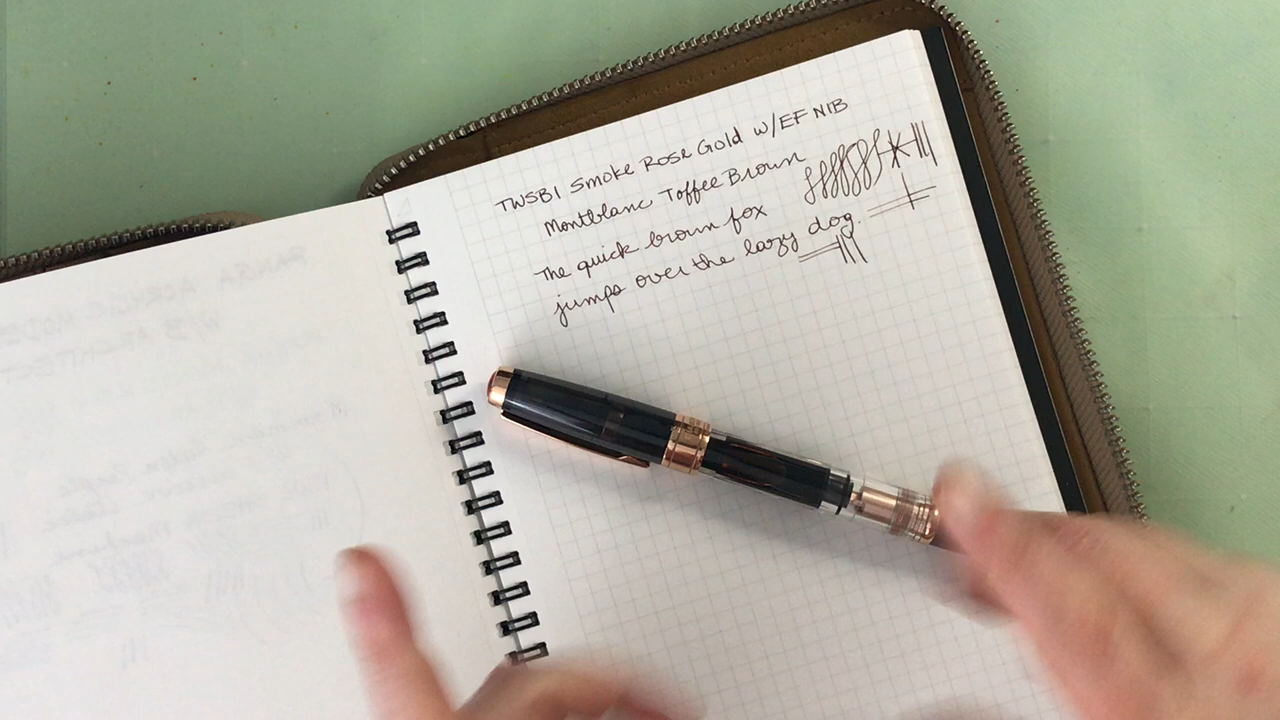 TWSBI Smoke Rose Gold w/EF NIB
Montblanc Toffee Brown
The quick brown fox
jumps over the lazy dog.